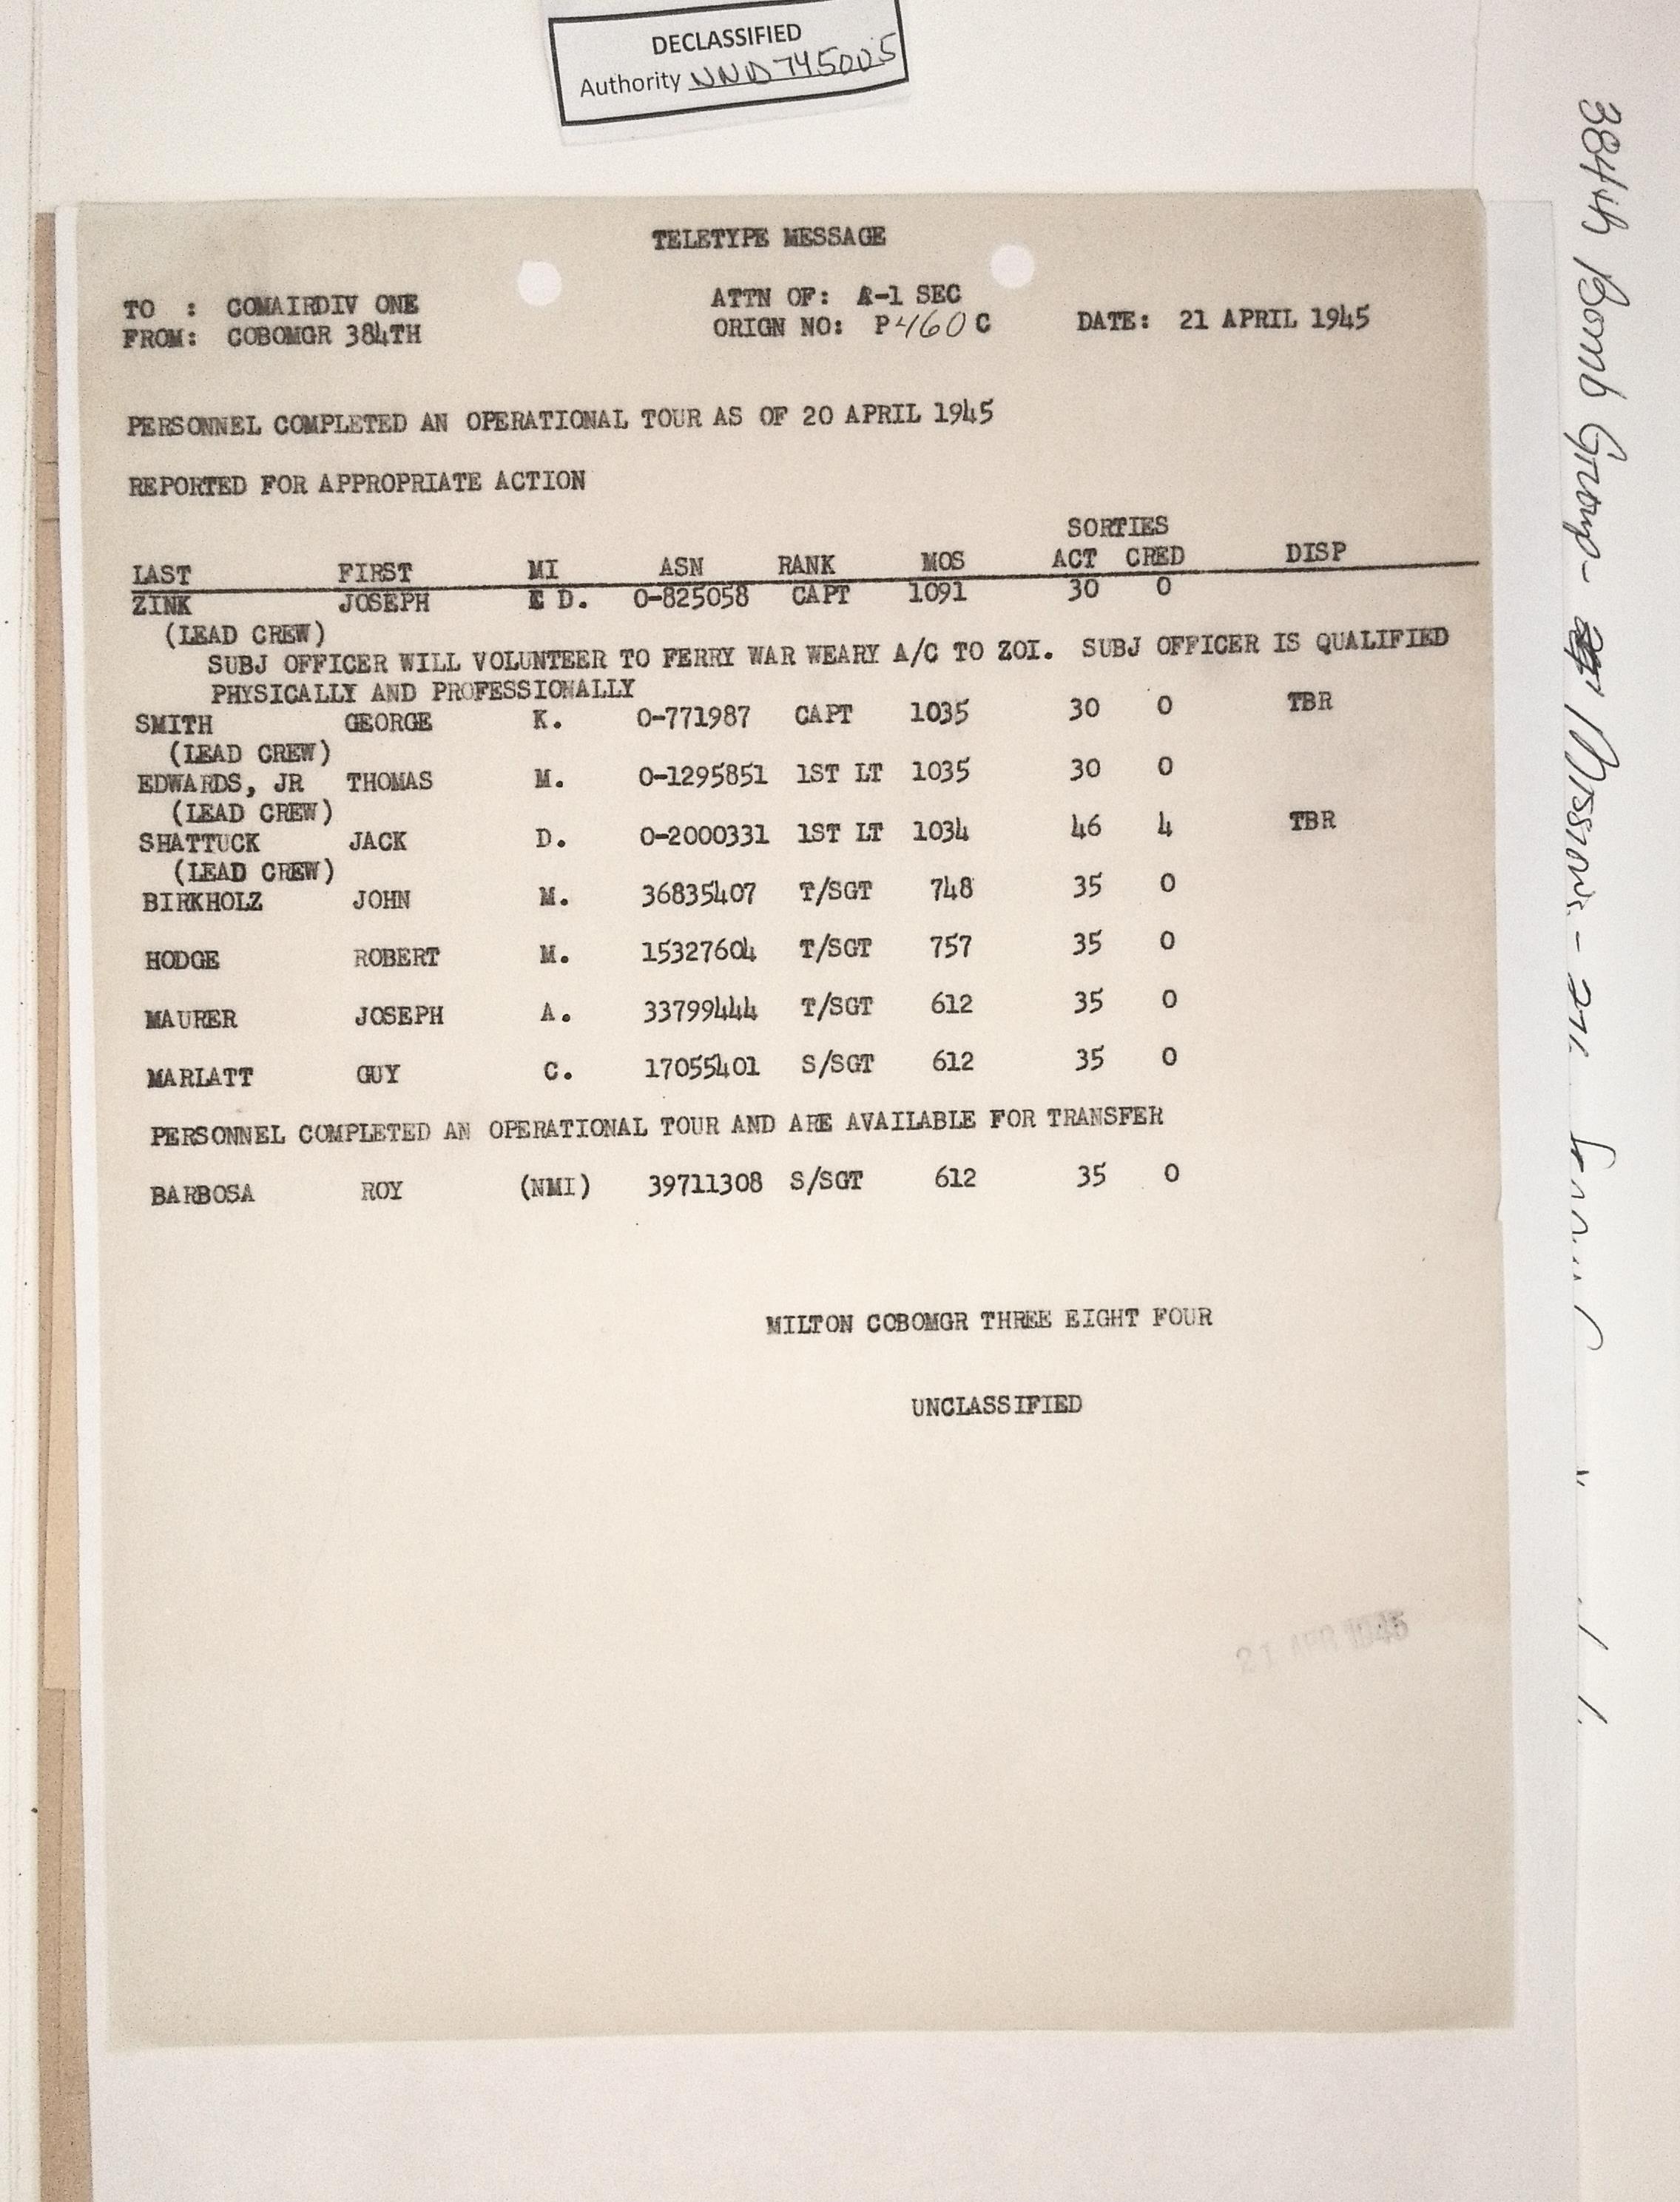 DECLASSIFIED
Authority NND 745005
384th Bomb Group - Missions -
TELETYPE MESSAGE
TO : COMAIRDIV ONE ATTN OF: A-1 SEC
FROM: COBOMGR 384TH ORIGN NO: P 460 C DATE: 21 APRIL 1945
PERSONNEL COMPLETED AN OPERATIONAL TOUR AS OF 20 APRIL 1945
REPORTED FOR APPROPRIATE ACTION
SORTIES
LAST FIRST MI ASN RANK MOS ACT CRED DISP
ZINK JOSEPH E D. O-825058 CAPT 1091 30 0
(LEAD CREW)
SUBJ OFFICER WILL VOLUNTEER TO FERRY WAR WEARY A/C TO ZOI. SUBJ OFFICER IS QUALIFIED
PHYSICALLY AND PROFESSIONALLY
SMITH GEORGE K. O-771987 CAPT 1035 30 0 TBR
(LEAD CREW)
EDWARDS, JR THOMAS M. O-1295851 1ST LT 1035 30 0
(LEAD CREW)
SHATTUCK JACK D. O-2000331 1ST LT 1034 46 4 TBR
(LEAD CREW)
BIRKHOLZ JOHN M. 36835407 T/SGT 748 35 0
HODGE ROBERT M. 15327604 T/SGT 757 35 0
MAURER JOSEPH A. 33799444 T/SGT 612 35 0
MARLATT GUY C. 17055401 S/SGT 612 35 0
PERSONNEL COMPLETED AN OPERATIONAL TOUR AND ARE AVAILABLE FOR TRANSFER
BARBOSA ROY (NMI) 39711308 S/SGT 612 35 0
MILTON COBOMGR THREE EIGHT FOUR
UNCLASSIFIED
21 APR 1945